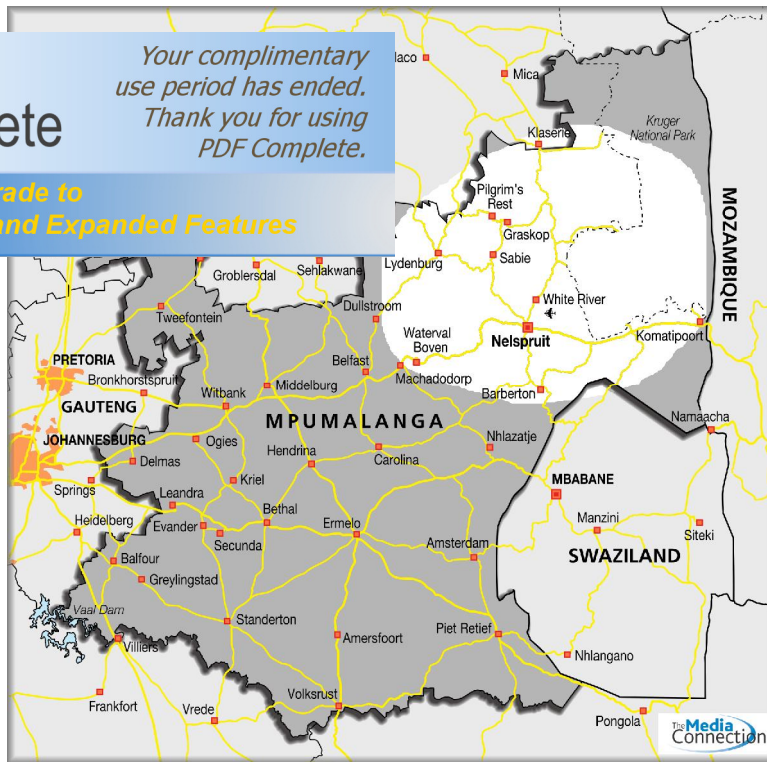 Your complimentary
use period has ended.
Thank you for using
PDF Complete.
ete
rade to
and Expanded Features
laco
Mica
Klaserie
Kruger
National Park
Pilgrim's
Rest
Graskop
Sabie
Lydenburg
MOZAMBIQUE
Groblersdal
Sehlakwane
White River
Dullstroom
Tweefontein
Nelspruit
Komatipoort
Waterval
Boven
PRETORIA
Bronkhorstspruit
Belfast
Machadodorp
Middelburg
Witbank
Barberton
GAUTENG
MPUMALANGA
Namaacha
JOHANNESBURG
Ogies
Hendrina
Nhlazatje
Carolina
Delmas
Kriel
MBABANE
Springs
Leandra
Bethal
Manzini
Heidelberg
Evander
Ermelo
Siteki
Secunda
Amsterdam
SWAZILAND
Balfour
Greylingstad
Vaal Dam
Standerton
Piet Retief
Villiers
Amersfoort
Nhlangano
Volksrust
Frankfort
Vrede
Pongola
The Media
Connection